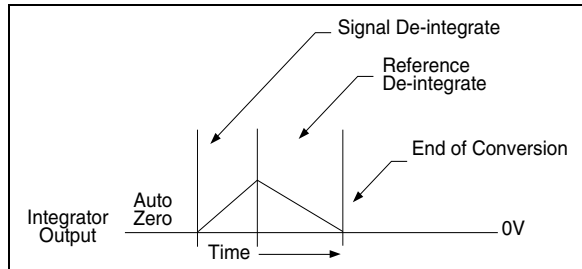 Signal De-integrate
Reference
De-integrate
End of Conversion
Auto
Zero
Integrator
Output
0V
Time